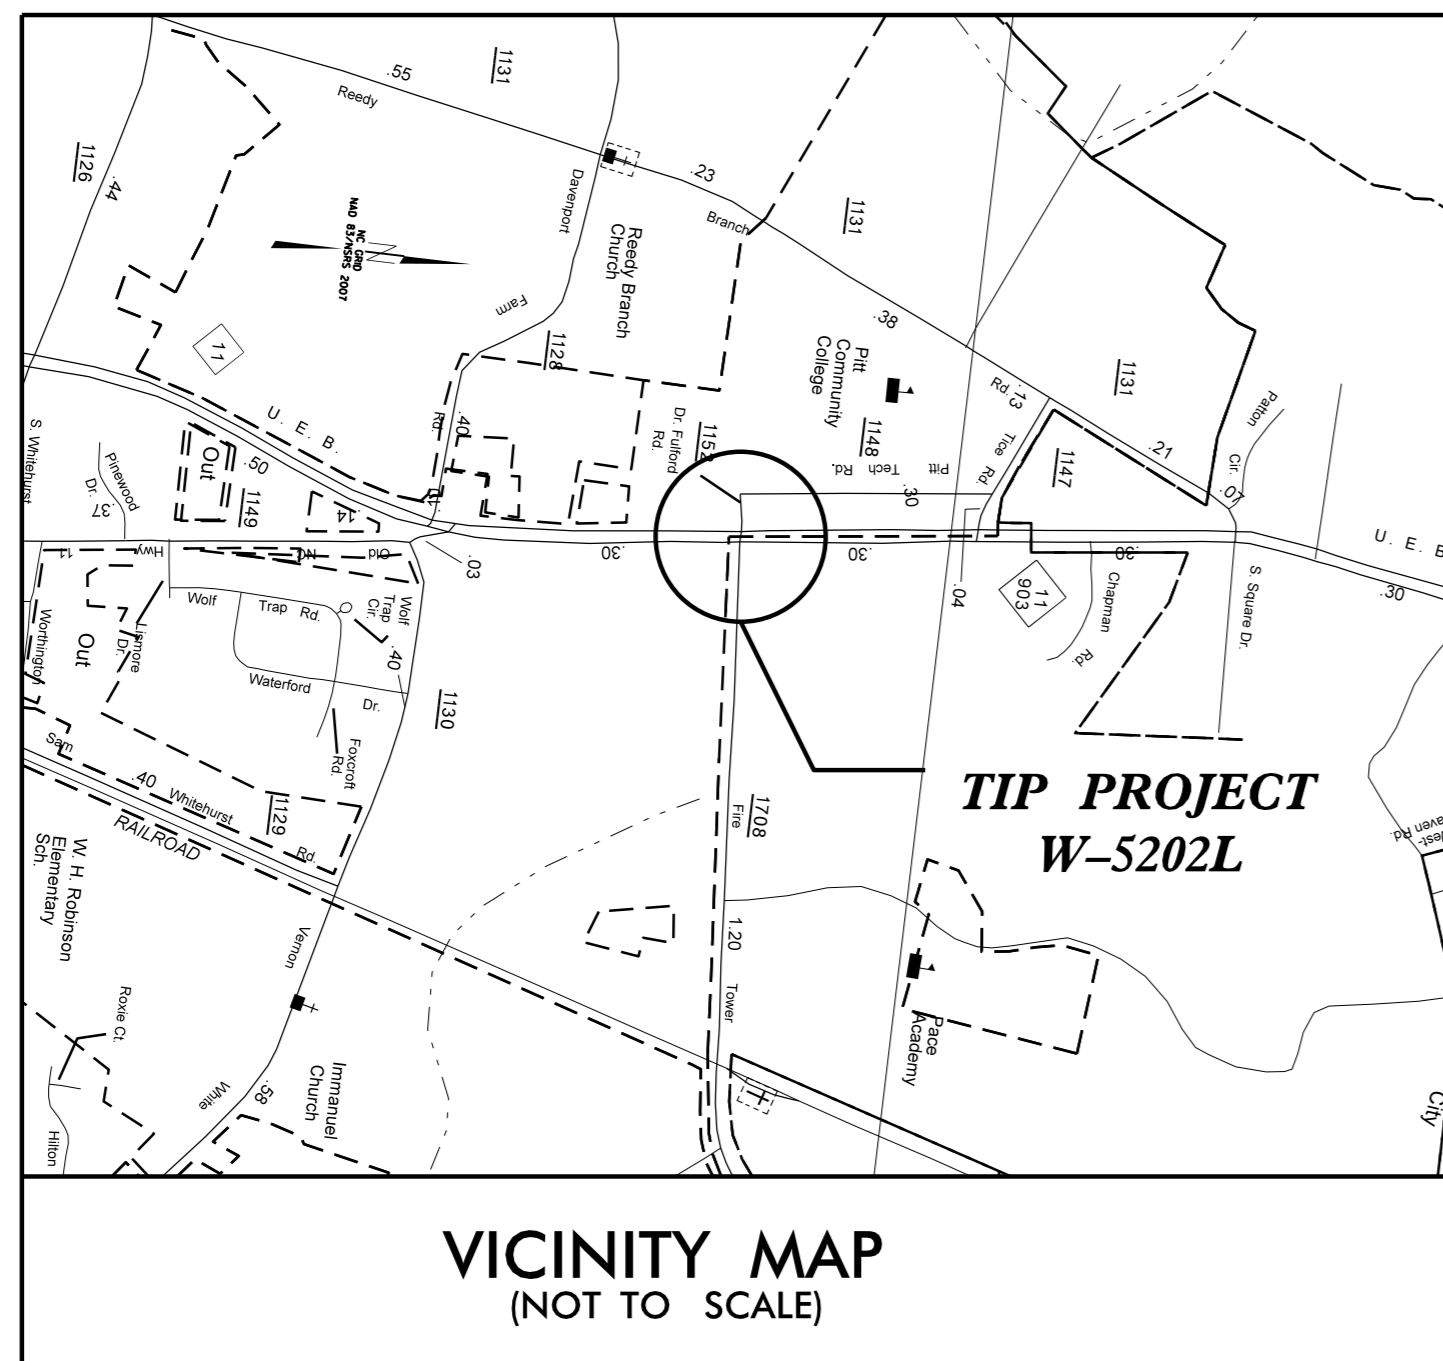 1131
.55
Reedy
1126
.44
.23
Davenport
Branch
1131
NC GRID
NAD 83/NSRS 2007
Reedy Branch
Church
Farm
.38
11
1128
Pitt
Community
College
1131
Rd.
.13
Patton
U. E. B.
Rd.
.40
Dr. Fulford
Rd.
1152
1148
Pitt Tech Rd.
.30
Tice Rd.
1147
.21
Cir.
.07
S. Whitehurst
Pinewood
Dr.
.37
Out
.50
1149
.14
.10
U. E. B
Old NC Hwy 11
.03
.30
.30
.30
.30
.04
11
903
Chapman
Rd.
S. Square Dr.
Wolf Trap Rd.
Wolf
Trap
Cir.
.40
Worthington
Out
Lismore
Dr.
Waterford Dr.
1130
Foxcroft
Rd.
Sam Whitehurst Rd.
.40
1129
RAILROAD
1708
Fire Tower
1.20
TIP PROJECT
W–5202L
aven Rd.
W. H. Robinson
Elementary
Sch.
Vernon White
.58
Roxie Ct.
Hilton
Immanuel
Church
Pace
Academy
City
VICINITY MAP
(NOT TO SCALE)